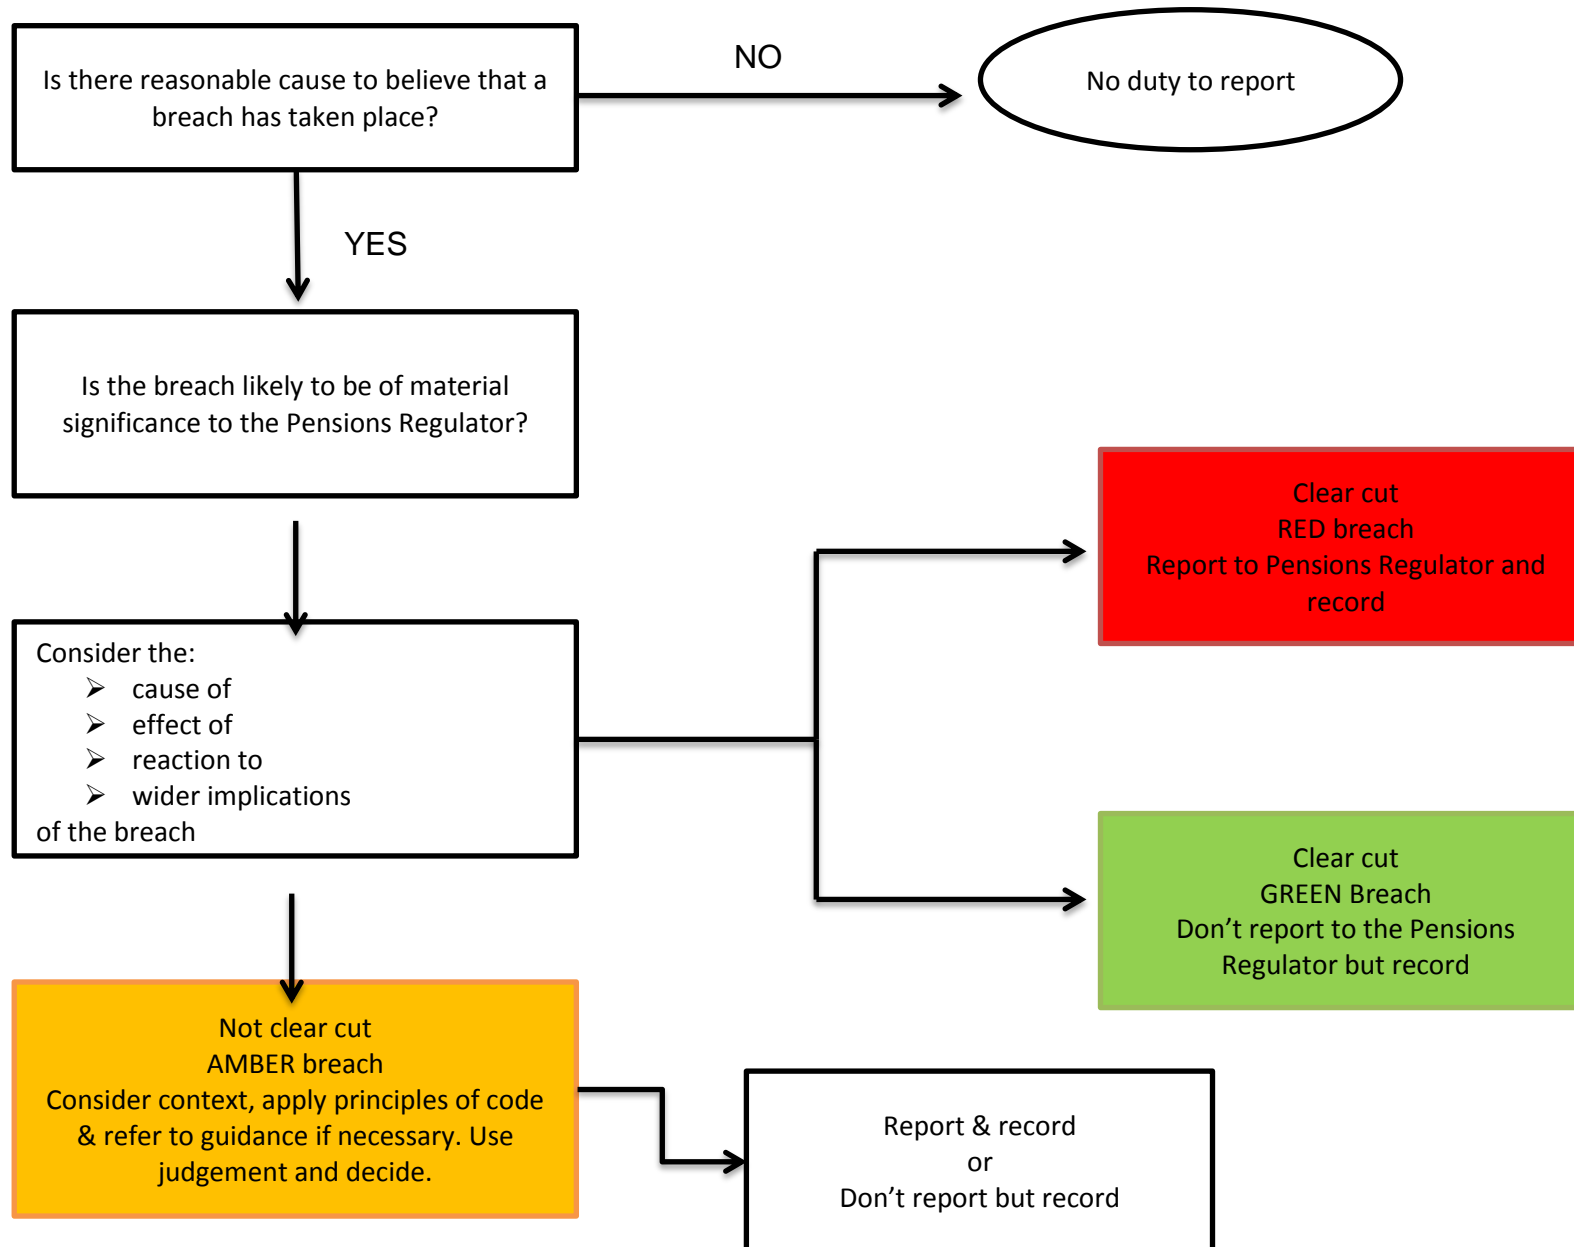 Is there reasonable cause to believe that a
breach has taken place?
NO
No duty to report
YES
Is the breach likely to be of material
significance to the Pensions Regulator?
Clear cut
RED breach
Report to Pensions Regulator and
record
Consider the:
➢ cause of
➢ effect of
➢ reaction to
➢ wider implications
of the breach
Clear cut
GREEN Breach
Don’t report to the Pensions
Regulator but record
Not clear cut
AMBER breach
Consider context, apply principles of code
& refer to guidance if necessary. Use
judgement and decide.
Report & record
or
Don’t report but record